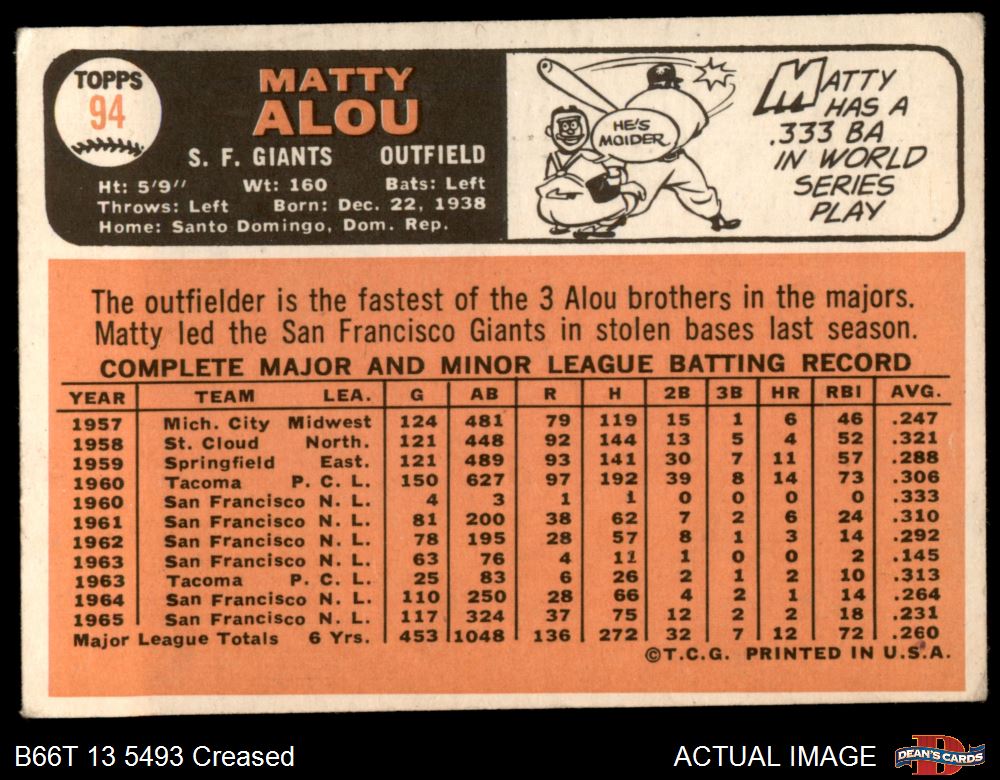 TOPPS
94
MATTY
ALOU
S. F. GIANTS OUTFIELD
Ht: 5'9" Wt: 160 Bats: Left
Throws: Left Born: Dec. 22, 1938
Home: Santo Domingo, Dom. Rep.
HE'S
MOIDER
MATTY
HAS A
.333 BA
IN WORLD
SERIES
PLAY
The outfielder is the fastest of the 3 Alou brothers in the majors.
Matty led the San Francisco Giants in stolen bases last season.
COMPLETE MAJOR AND MINOR LEAGUE BATTING RECORD
YEAR TEAM LEA. G AB R H 2B 3B HR RBI AVG.
1957 Mich. City Midwest 124 481 79 119 15 1 6 46 .247
1958 St. Cloud North. 121 448 92 144 13 5 4 52 .321
1959 Springfield East. 121 489 93 141 30 7 11 57 .288
1960 Tacoma P. C. L. 150 627 97 192 39 8 14 73 .306
1960 San Francisco N. L. 4 3 1 1 0 0 0 0 .333
1961 San Francisco N. L. 81 200 38 62 7 2 6 24 .310
1962 San Francisco N. L. 78 195 28 57 8 1 3 14 .292
1963 San Francisco N. L. 63 76 4 11 1 0 0 2 .145
1963 Tacoma P. C. L. 25 83 6 26 2 1 2 10 .313
1964 San Francisco N. L. 110 250 28 66 4 2 1 14 .264
1965 San Francisco N. L. 117 324 37 75 12 2 2 18 .231
Major League Totals 6 Yrs. 453 1048 136 272 32 7 12 72 .260
©T.C.G. PRINTED IN U.S.A.
B66T 13 5493 Creased
ACTUAL IMAGE
DEAN'S CARDS